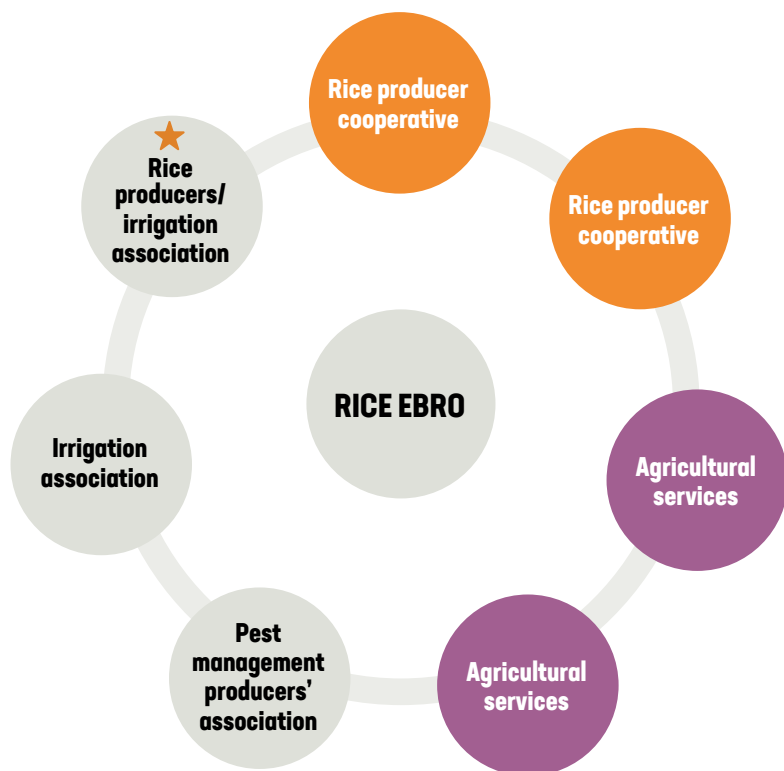 Rice producer
cooperative
Rice producer
cooperative
Agricultural
services
Agricultural
services
Pest
management
producers’
association
Irrigation
association
Rice
producers/
irrigation
association
RICE EBRO